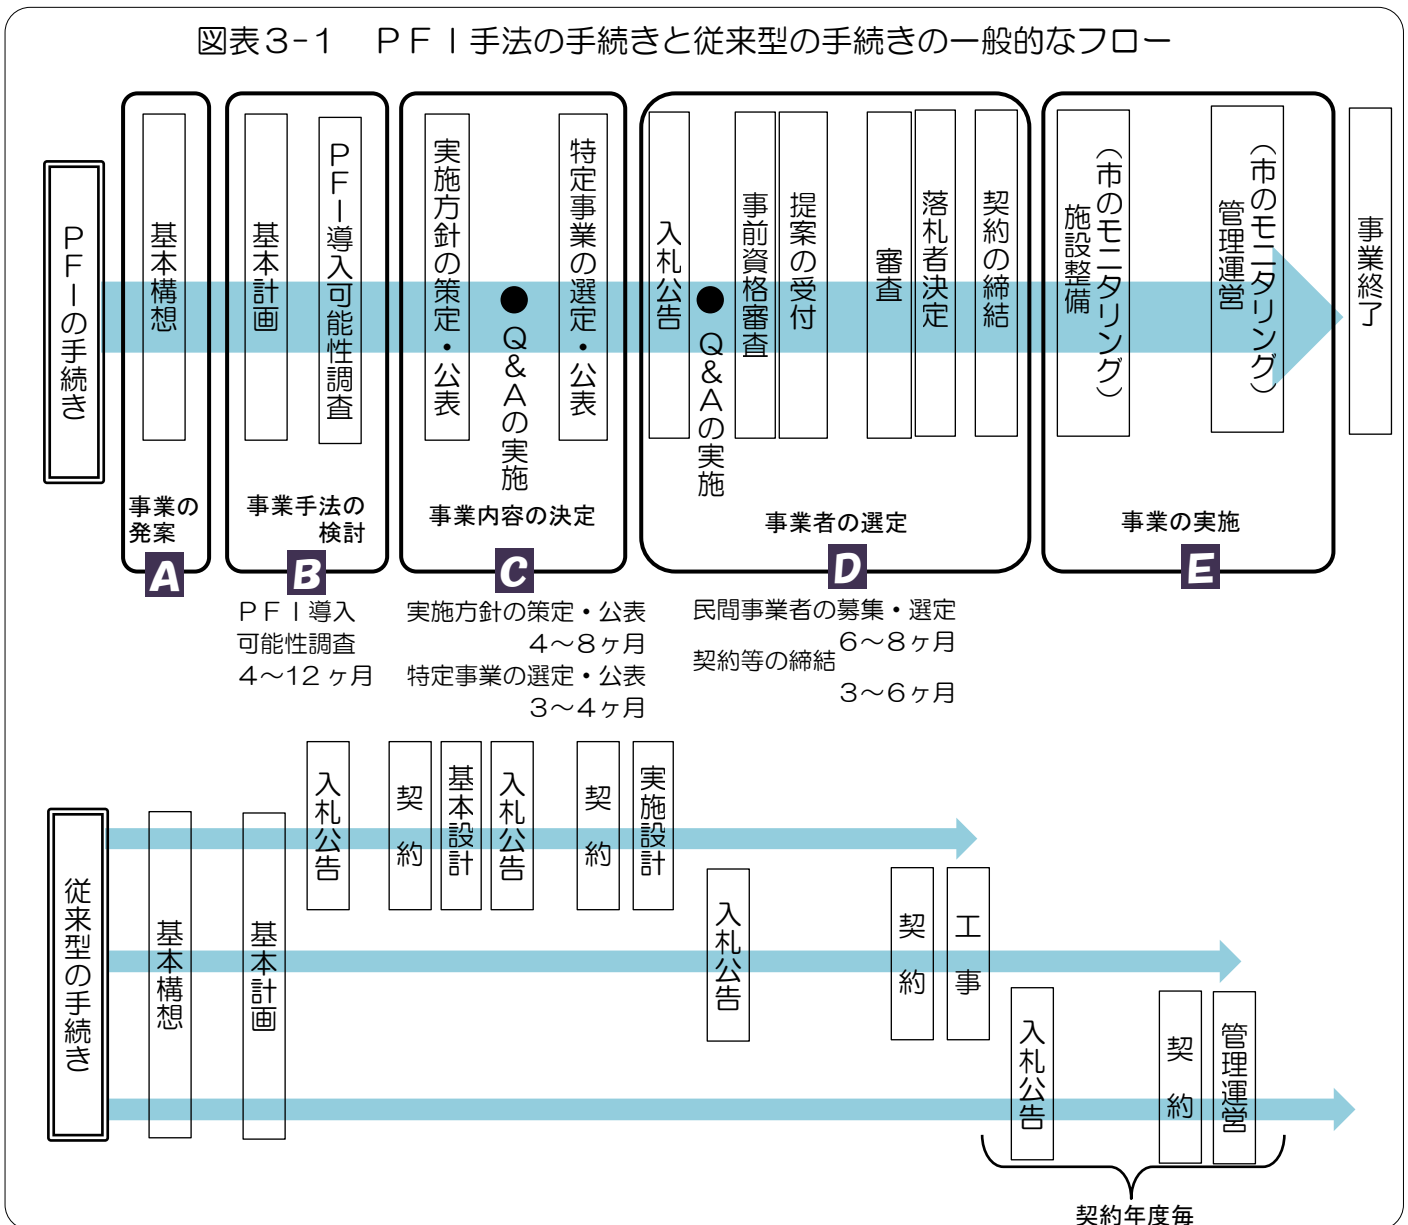 図表３-１　ＰＦＩ手法の手続きと従来型の手続きの一般的なフロー
ＰＦＩの手続き
基本構想
基本計画
ＰＦＩ導入可能性調査
実施方針の策定・公表
Ｑ＆Ａの実施
特定事業の選定・公表
入札公告
Ｑ＆Ａの実施
事前資格審査
提案の受付
審査
落札者決定
契約の締結
（市のモニタリング）
施設整備
（市のモニタリング）
管理運営
事業終了
事業の
発案
A
事業手法の
検討
B
事業内容の決定
C
事業者の選定
D
事業の実施
E
ＰＦＩ導入
可能性調査
４～12 ヶ月
実施方針の策定・公表
４～８ヶ月
特定事業の選定・公表
３～４ヶ月
民間事業者の募集・選定
６～８ヶ月
契約等の締結
３～６ヶ月
従来型の手続き
基本構想
基本計画
入札公告
契約
基本設計
入札公告
契約
実施設計
入札公告
契約
工事
入札公告
契約
管理運営
契約年度毎